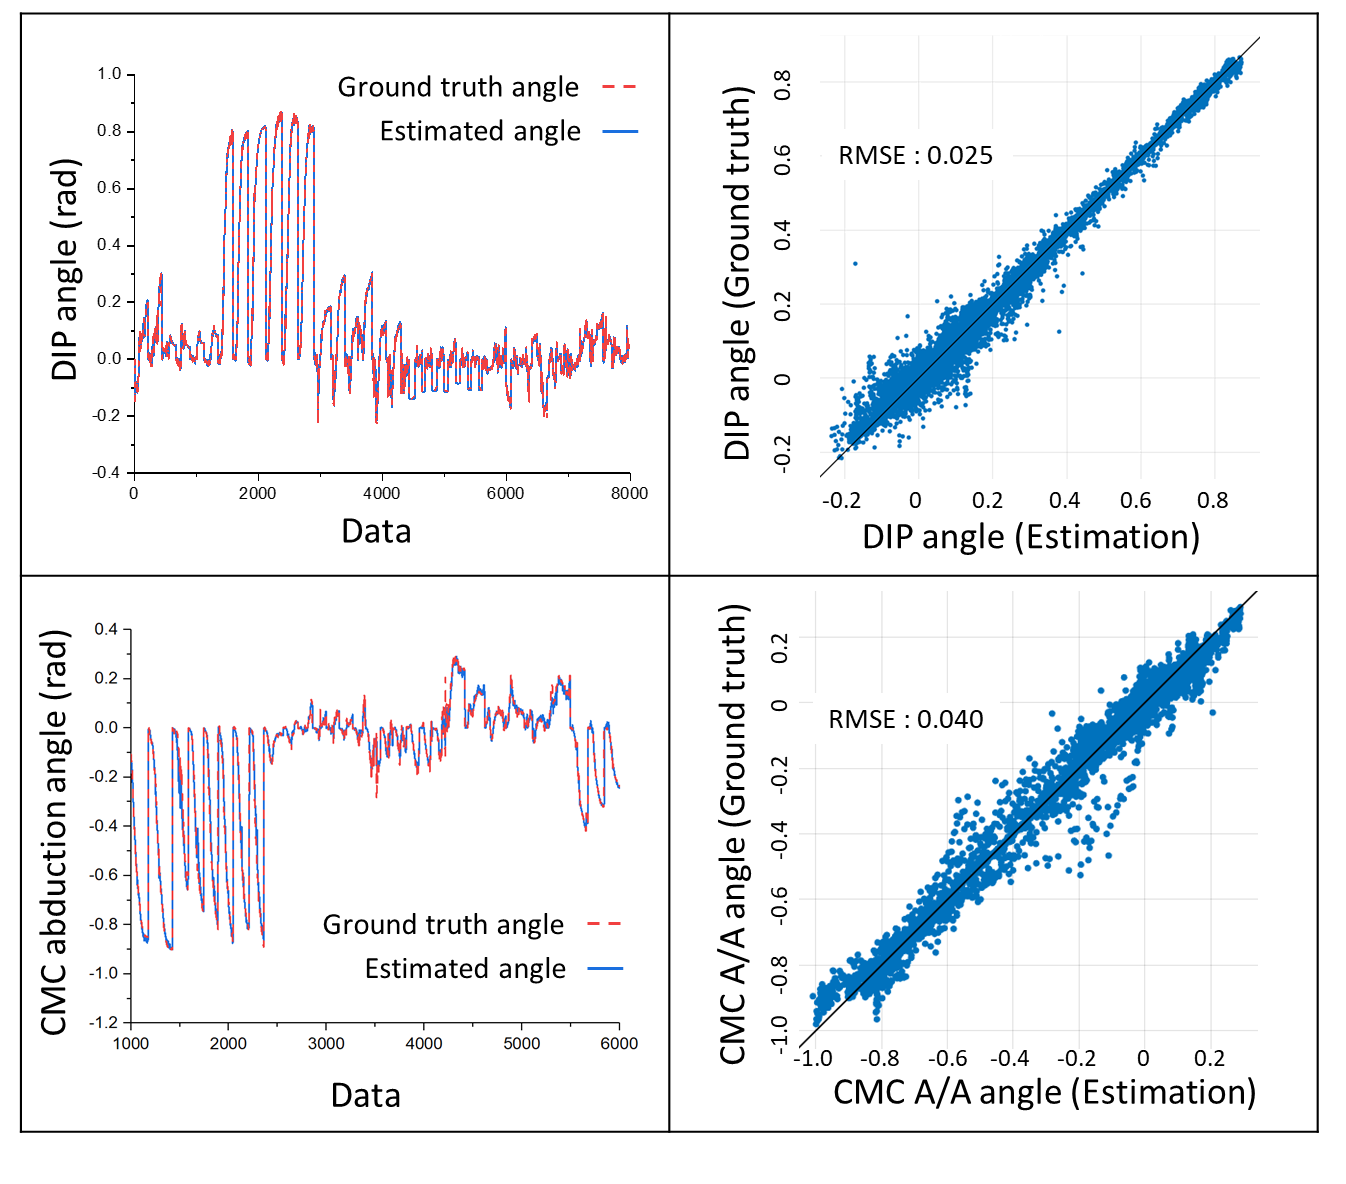 Ground truth angle
Estimated angle
DIP angle (rad)
1.0
0.8
0.6
0.4
0.2
0.0
-0.2
-0.4
0 2000 4000 6000 8000
Data
RMSE : 0.025
DIP angle (Ground truth)
0.8
0.6
0.4
0.2
0
-0.2
-0.2 0 0.2 0.4 0.6 0.8
DIP angle (Estimation)
CMC abduction angle (rad)
0.4
0.2
0.0
-0.2
-0.4
-0.6
-0.8
-1.0
-1.2
Ground truth angle
Estimated angle
1000 2000 3000 4000 5000 6000
Data
CMC A/A angle (Ground truth)
0.2
0
-0.2
-0.4
-0.6
-0.8
-1.0
RMSE : 0.040
-1.0 -0.8 -0.6 -0.4 -0.2 0 0.2
CMC A/A angle (Estimation)